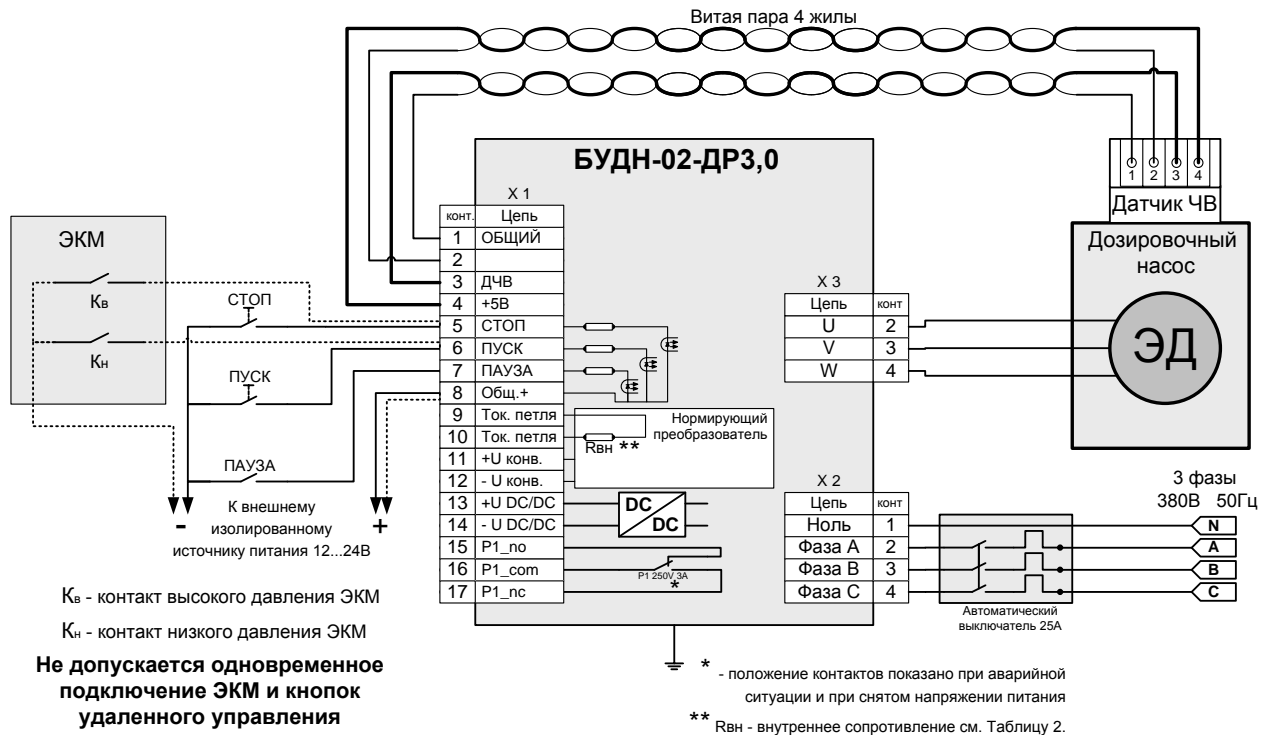 Витая пара 4 жилы
БУДН-02-ДР3,0
X 1
конт. Цепь
1 ОБЩИЙ
2
3 ДЧВ
4 +5В
5 СТОП
6 ПУСК
7 ПАУЗА
8 Общ.+
9 Ток. петля
10 Ток. петля
11 +U конв.
12 - U конв.
13 +U DC/DC
14 - U DC/DC
15 P1_no
16 P1_com
17 P1_nc
Нормирующий
преобразователь
Rвн **
DC
DC
P1 250V 3A
*
X 3
Цепь конт
U 2
V 3
W 4
X 2
Цепь конт
Ноль 1
Фаза A 2
Фаза B 3
Фаза C 4
1 2 3 4
Датчик ЧВ
Дозировочный
насос
ЭД
3 фазы
380В 50Гц
N
A
B
C
Автоматический
выключатель 25А
ЭКМ
Кв
Кн
СТОП
ПУСК
ПАУЗА
- +
К внешнему
изолированному
источнику питания 12...24В
Кв - контакт высокого давления ЭКМ
Кн - контакт низкого давления ЭКМ
Не допускается одновременное
подключение ЭКМ и кнопок
удаленного управления
* - положение контактов показано при аварийной
ситуации и при снятом напряжении питания
** Rвн - внутреннее сопротивление см. Таблицу 2.